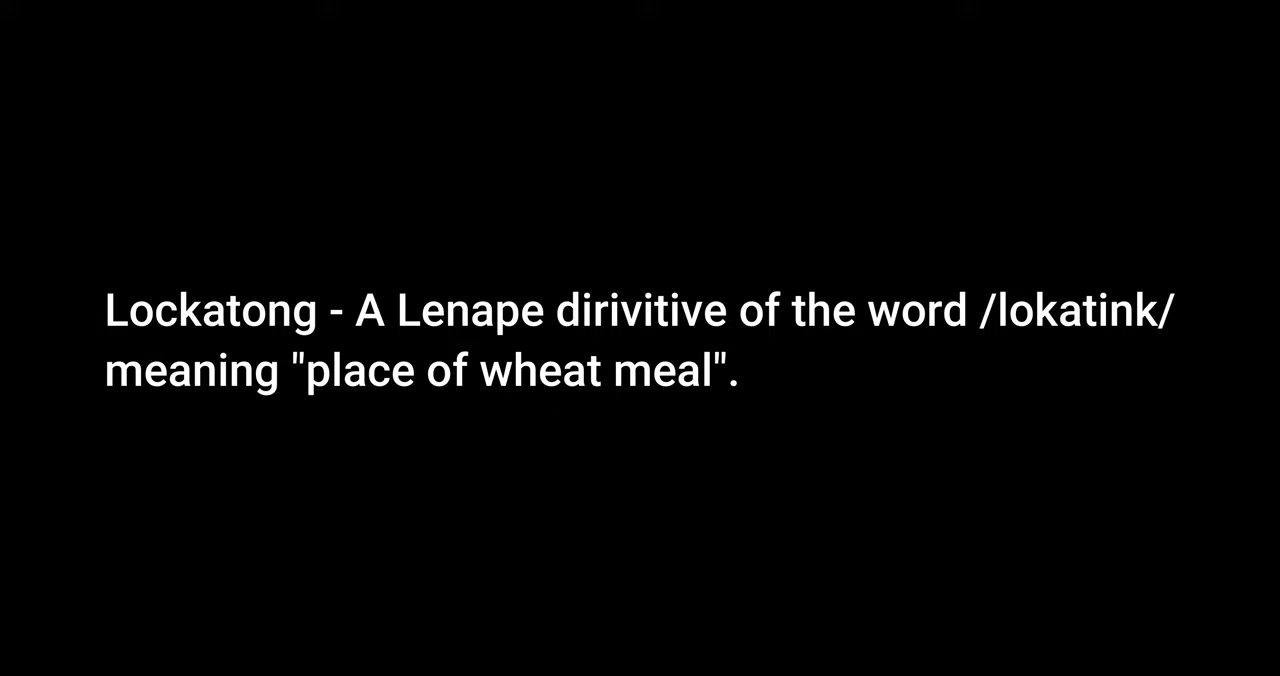 Lockatong - A Lenape dirivitive of the word /lokatink/
meaning "place of wheat meal".